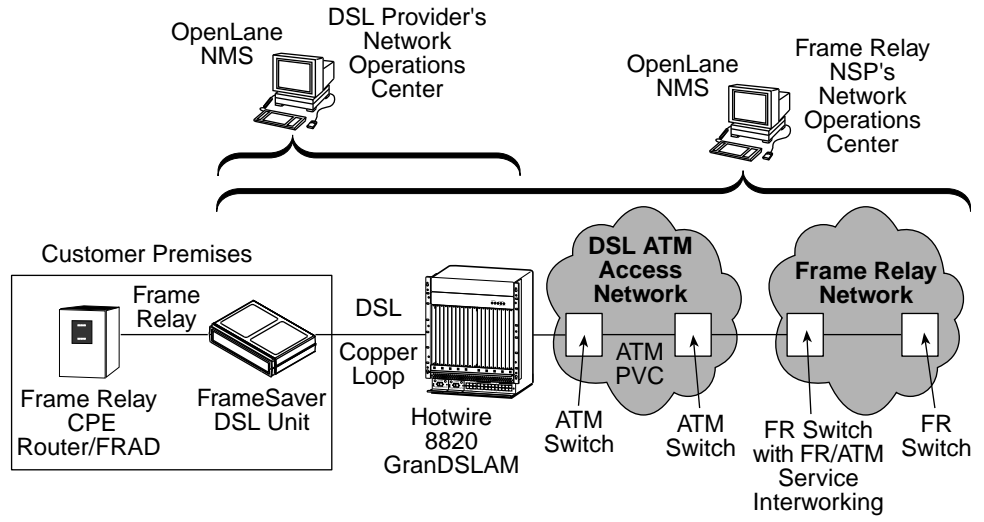 OpenLane
NMS
DSL Provider's
Network
Operations
Center
OpenLane
NMS
Frame Relay
NSP's
Network
Operations
Center
Customer Premises
Frame
Relay
Frame Relay
CPE
Router/FRAD
FrameSaver
DSL Unit
DSL
Copper
Loop
Hotwire
8820
GranDSLAM
DSL ATM
Access
Network
ATM
PVC
ATM
Switch
ATM
Switch
Frame Relay
Network
FR Switch
with FR/ATM
Service
Interworking
FR
Switch